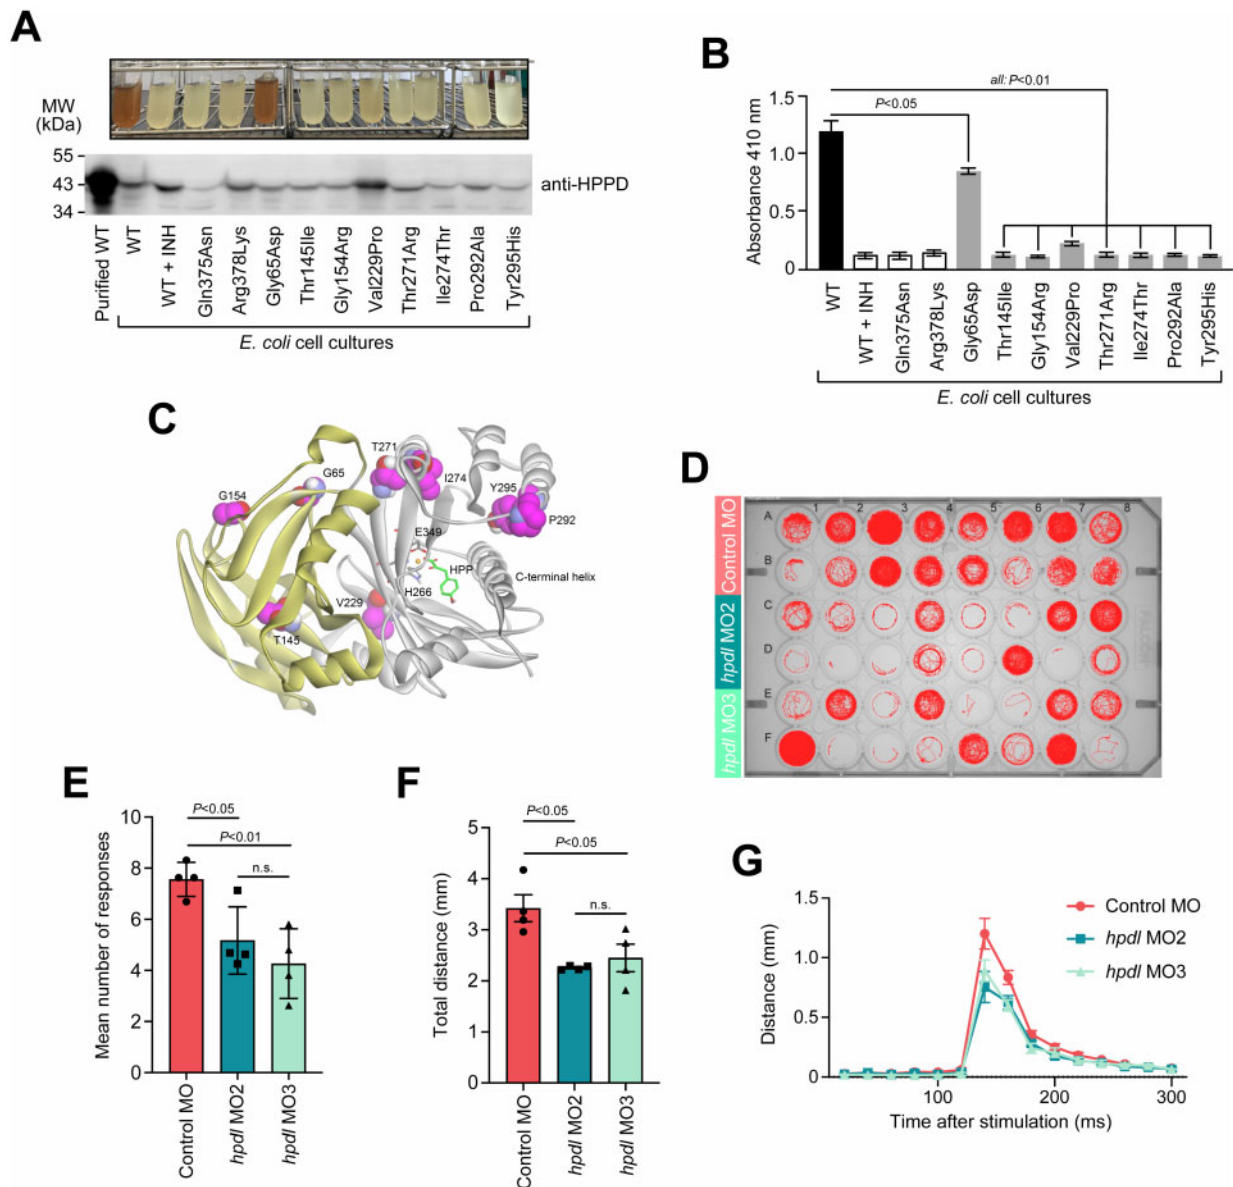 A
MW
(kDa)
55
43
34
anti-HPPD
Purified WT
WT
WT + INH
Gln375Asn
Arg378Lys
Gly65Asp
Thr145Ile
Gly154Arg
Val229Pro
Thr271Arg
Ile274Thr
Pro292Ala
Tyr295His
E. coli cell cultures
B
all: P<0.01
P<0.05
Absorbance 410 nm
1.5
1.0
0.5
0
WT
WT + INH
Gln375Asn
Arg378Lys
Gly65Asp
Thr145Ile
Gly154Arg
Val229Pro
Thr271Arg
Ile274Thr
Pro292Ala
Tyr295His
E. coli cell cultures
C
T271
G65
I274
G154
Y295
P292
E349
HPP
C-terminal helix
V229
H266
T145
D
Control MO
hpdl MO2
hpdl MO3
1 2 3 4 5 6 7 8
A
B
C
D
E
F
E
P<0.05
P<0.01
n.s.
Mean number of responses
10
8
6
4
2
0
Control MO
hpdl MO2
hpdl MO3
F
P<0.05
P<0.05
n.s.
Total distance (mm)
5
4
3
2
1
0
Control MO
hpdl MO2
hpdl MO3
G
Control MO
hpdl MO2
hpdl MO3
Distance (mm)
1.5
1.0
0.5
0.0
100 200 300
Time after stimulation (ms)